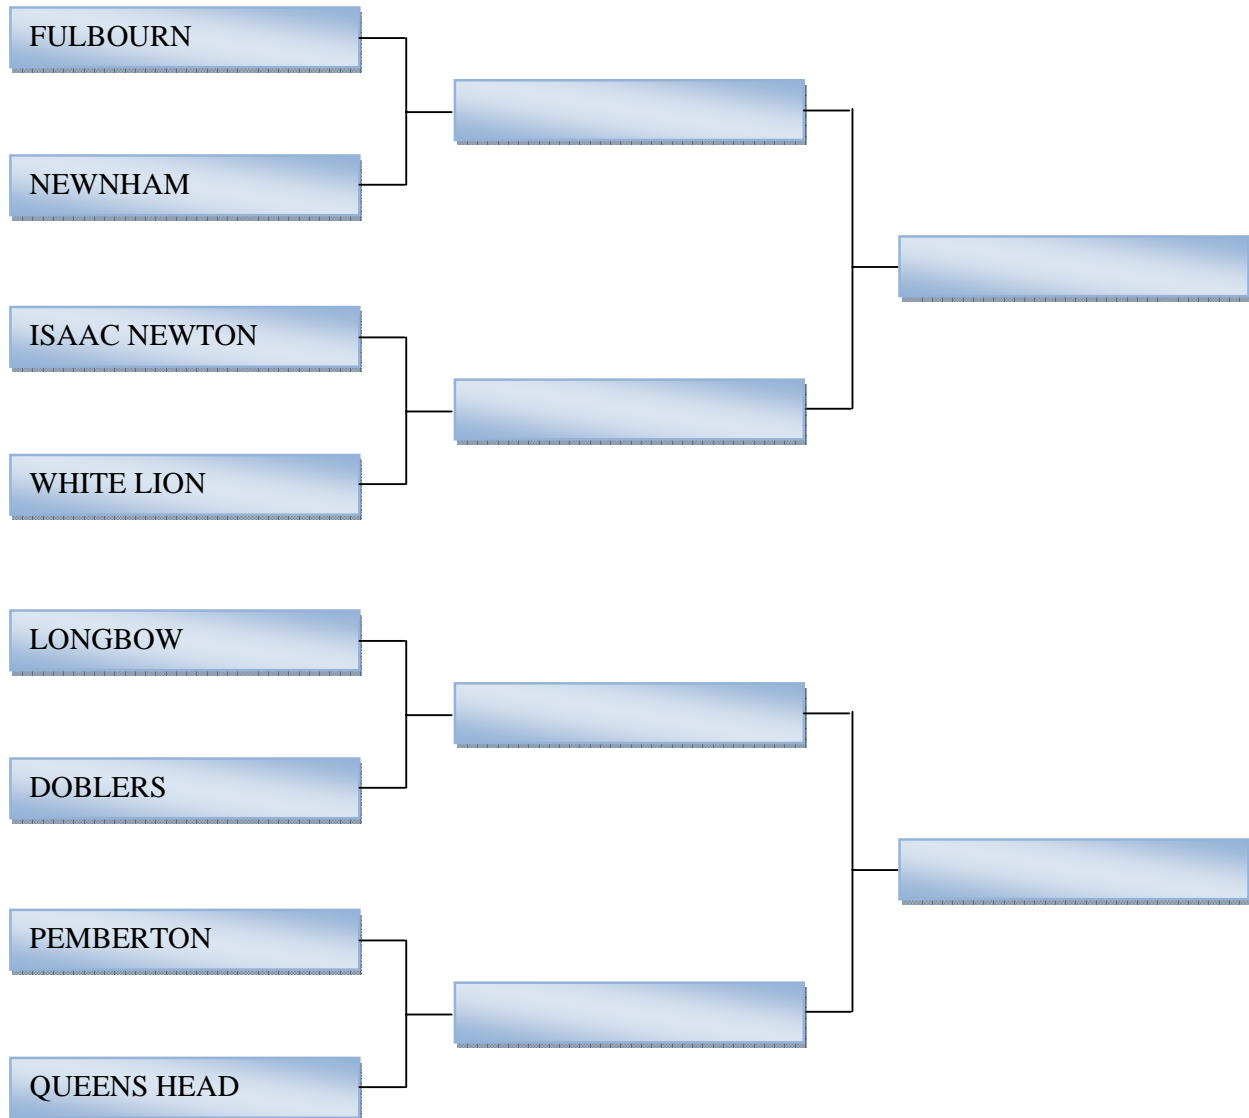 FULBOURN
NEWNHAM
ISAAC NEWTON
WHITE LION
LONGBOW
DOBLERS
PEMBERTON
QUEENS HEAD